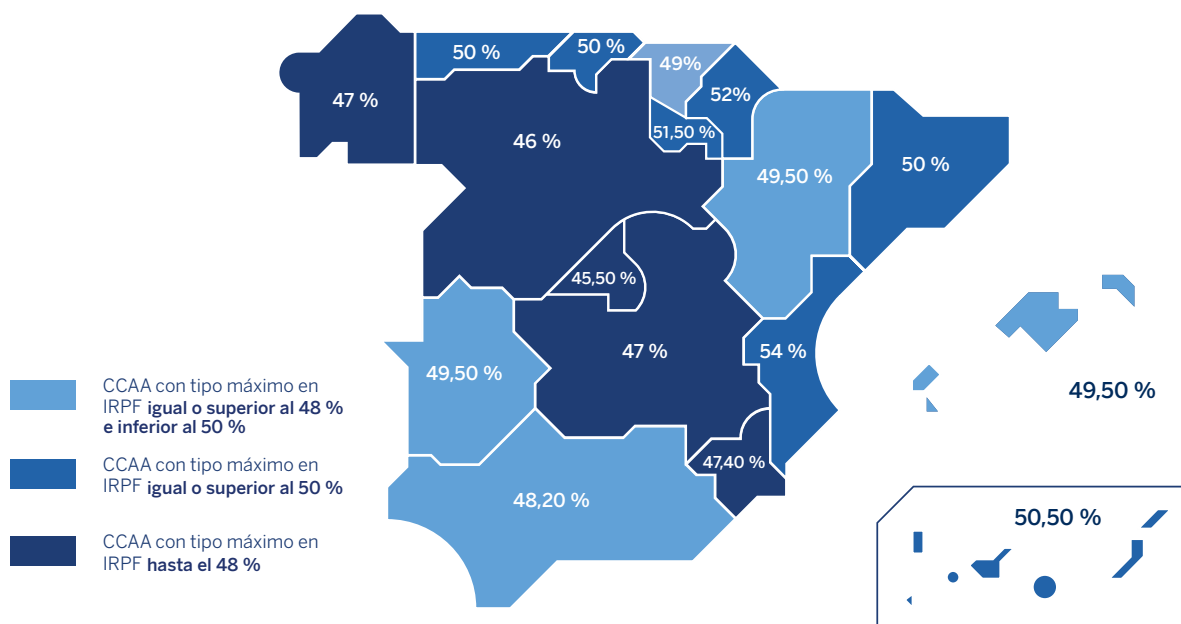 50 %
50 %
49%
47 %
52%
46 %
51,50 %
49,50 %
50 %
45,50 %
47 %
54 %
49,50 %
49,50 %
47,40 %
48,20 %
50,50 %
CCAA con tipo máximo en
IRPF igual o superior al 48 %
e inferior al 50 %
CCAA con tipo máximo en
IRPF igual o superior al 50 %
CCAA con tipo máximo en
IRPF hasta el 48 %